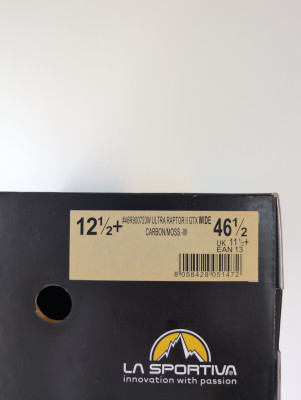 12½+
#46R900720W ULTRA RAPTOR II GTX WIDE
CARBON/MOSS -W
46½
UK 11½+
EAN 13
8 058428 051472
LA SPORTIVA
innovation with passion